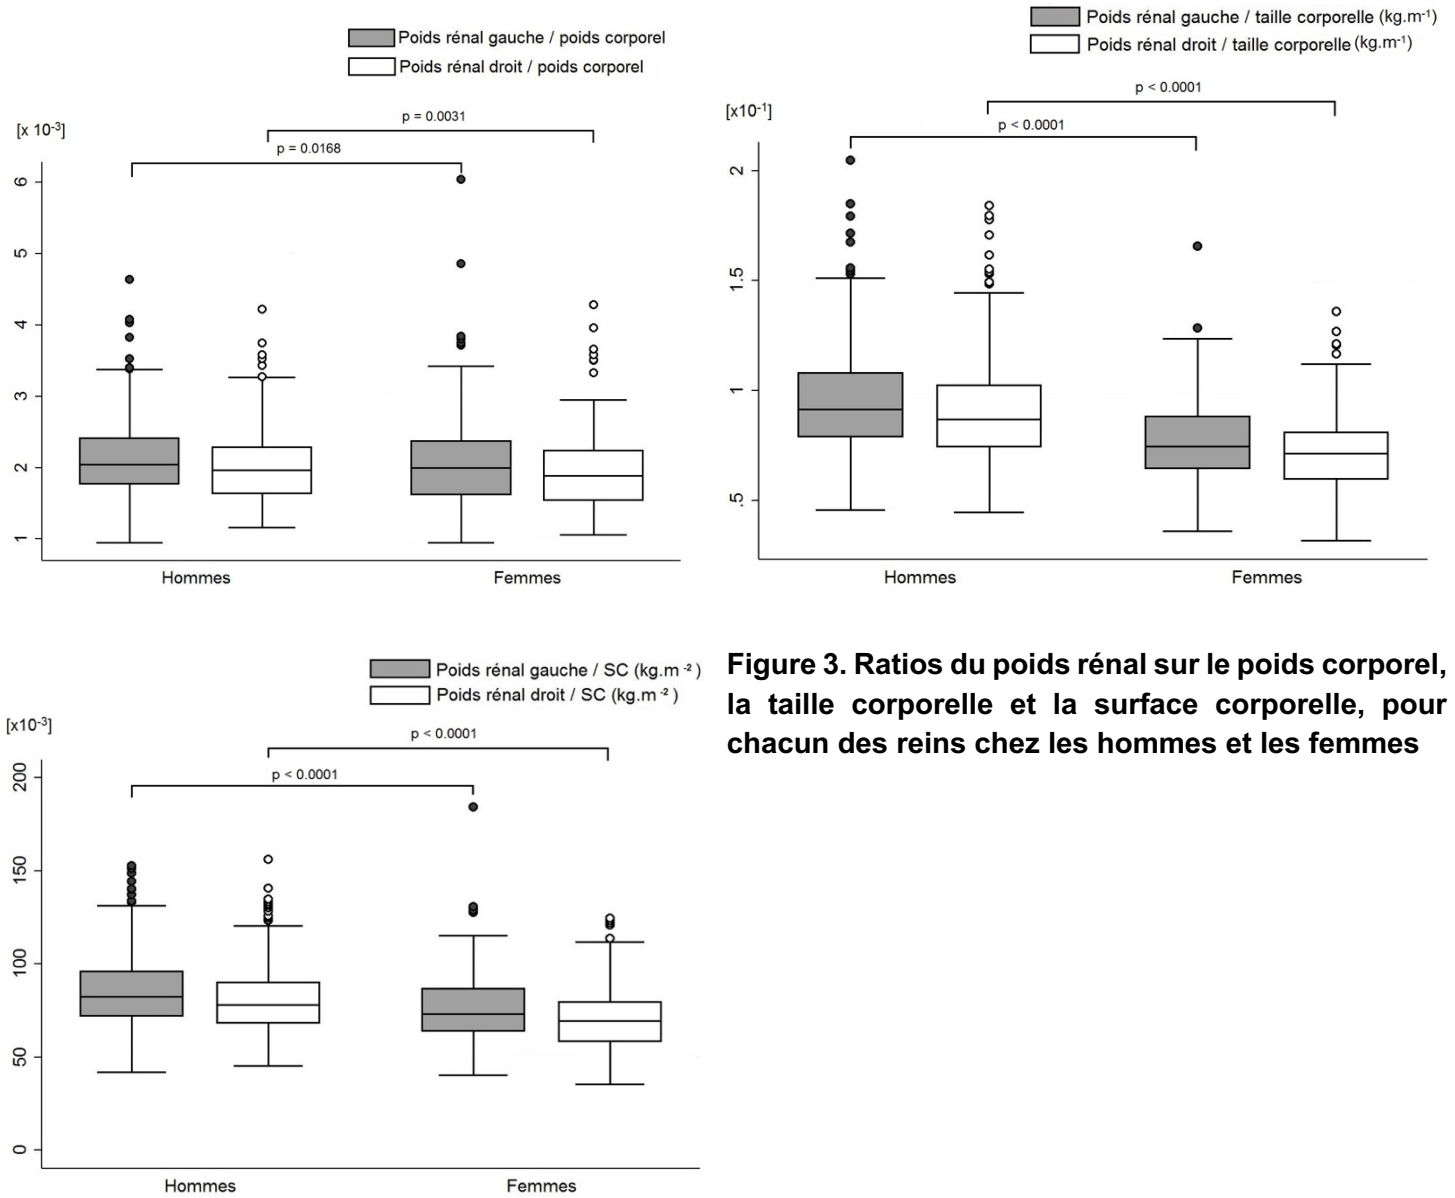 Poids rénal gauche / poids corporel
Poids rénal droit / poids corporel
[x 10⁻³]
p = 0.0031
p = 0.0168
6
5
4
3
2
1
Hommes
Femmes
Poids rénal gauche / taille corporelle (kg.m⁻¹)
Poids rénal droit / taille corporelle (kg.m⁻¹)
[x10⁻¹]
p < 0.0001
p < 0.0001
2
1.5
1
.5
Hommes
Femmes
Poids rénal gauche / SC (kg.m⁻²)
Poids rénal droit / SC (kg.m⁻²)
[x10⁻³]
p < 0.0001
p < 0.0001
200
150
100
50
0
Hommes
Femmes
Figure 3. Ratios du poids rénal sur le poids corporel,
la taille corporelle et la surface corporelle, pour
chacun des reins chez les hommes et les femmes